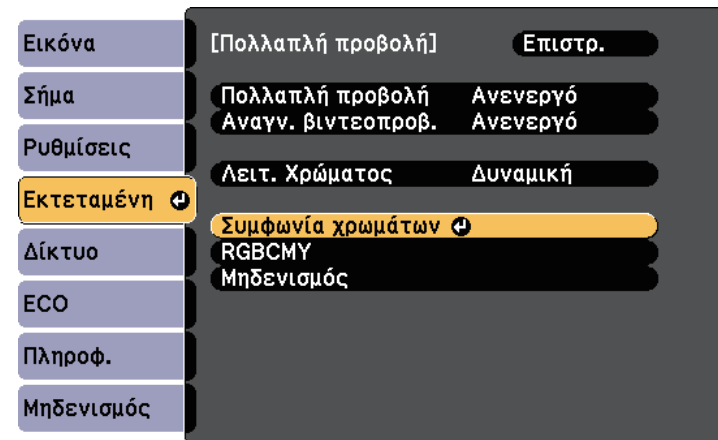 Εικόνα
Σήμα
Ρυθμίσεις
Εκτεταμένη
Δίκτυο
ECO
Πληροφ.
Μηδενισμός
[Πολλαπλή προβολή] Επιστρ.
Πολλαπλή προβολή Ανενεργό
Αναγν. βιντεοπροβ. Ανενεργό
Λειτ. Χρώματος Δυναμική
Συμφωνία χρωμάτων
RGBCMY
Μηδενισμός